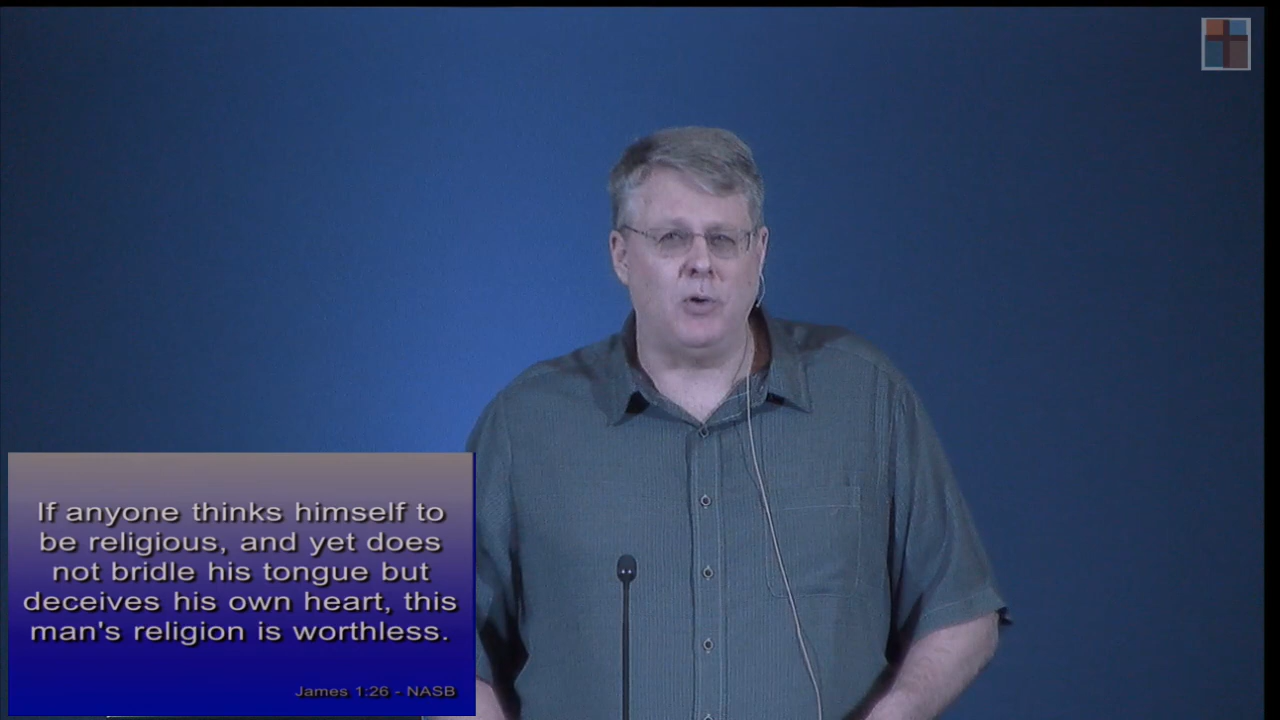 If anyone thinks himself to
be religious, and yet does
not bridle his tongue but
deceives his own heart, this
man's religion is worthless.
James 1:26 - NASB